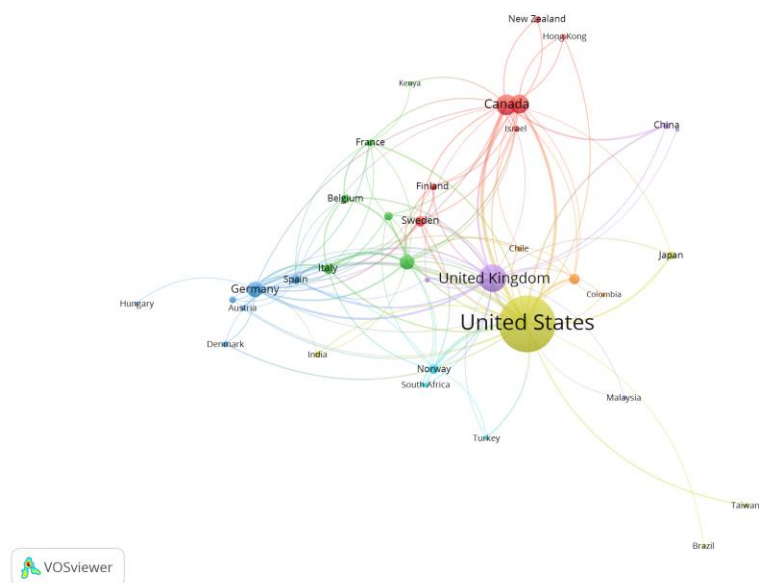 New Zealand
Hong Kong
Kenya
Canada
Israel
China
France
Finland
Belgium
Sweden
Chile
Japan
Italy
United Kingdom
Spain
Germany
Colombia
Hungary
Austria
United States
Denmark
India
Norway
South Africa
Malaysia
Turkey
Taiwan
Brazil
VOSviewer